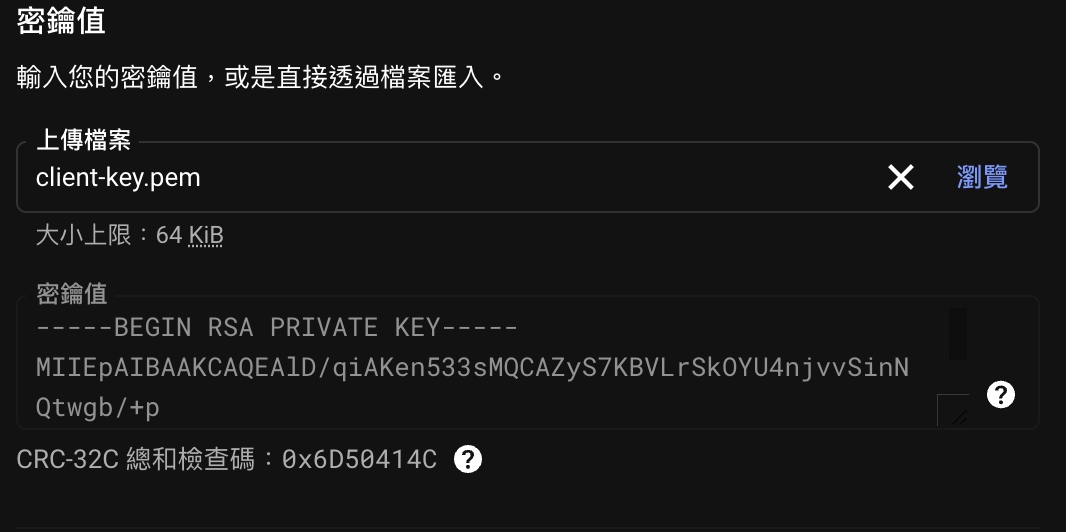 密鑰值
輸入您的密鑰值，或是直接透過檔案匯入。
上傳檔案
client-key.pem
瀏覽
大小上限：64 KiB
密鑰值
-----BEGIN RSA PRIVATE KEY-----
MIIEpAIBAAKCAQEAlD/qiAKen533sMQCAZyS7KBVLrSkOYU4njvvSinN
Qtwgb/+p
CRC-32C 總和檢查碼：0x6D50414C